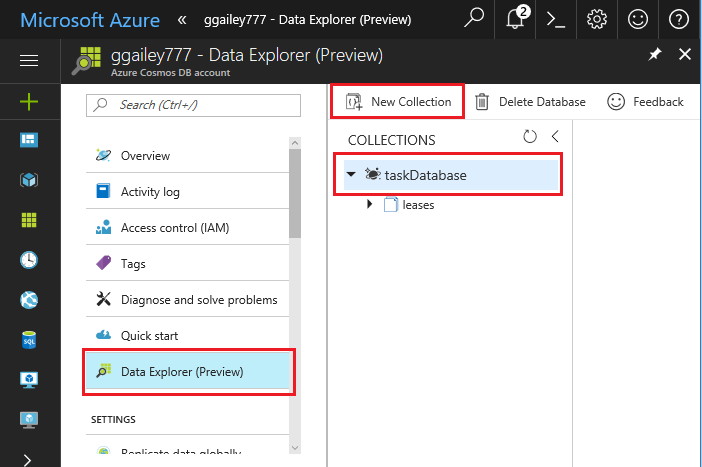 Microsoft Azure « ggailey777 - Data Explorer (Preview) 2
ggailey777 - Data Explorer (Preview)
Azure Cosmos DB account
Search (Ctrl+/)
New Collection Delete Database Feedback
COLLECTIONS
taskDatabase
leases
Overview
Activity log
Access control (IAM)
Tags
Diagnose and solve problems
Quick start
Data Explorer (Preview)
SETTINGS
Replicate data globally
SQL